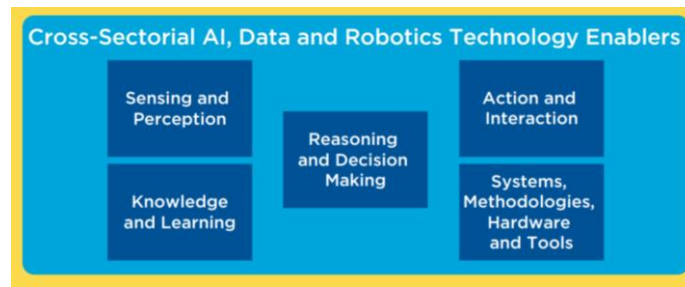 Cross-Sectorial AI, Data and Robotics Technology Enablers
Sensing and
Perception
Knowledge
and Learning
Reasoning
and Decision
Making
Action and
Interaction
Systems,
Methodologies,
Hardware
and Tools